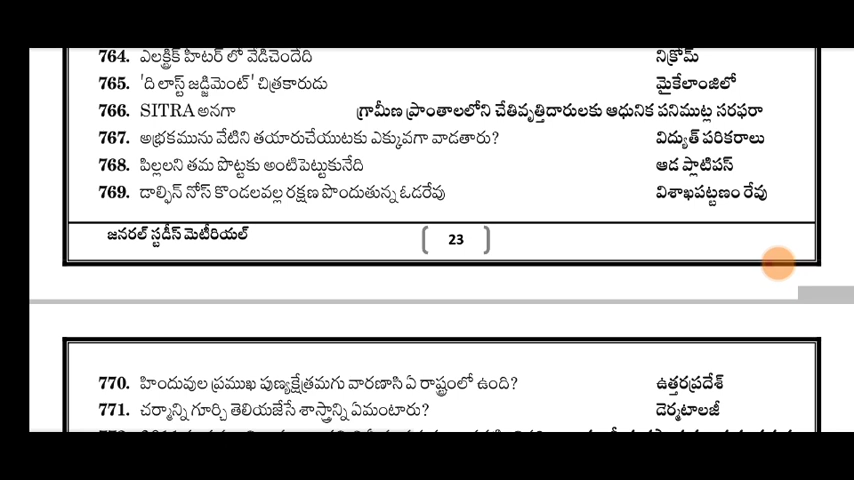 764. ఎలక్ట్రిక్ హీటర్ లో వేడిచెందేది నిక్రోమ్
765. 'ది లాస్ట్ జడ్జిమెంట్' చిత్రకారుడు మైకేలాంజిలో
766. SITRA అనగా గ్రామీణ ప్రాంతాలలోని చేతివృత్తిదారులకు ఆధునిక పనిముట్ల సరఫరా
767. అభ్రకమును వేటిని తయారుచేయుటకు ఎక్కువగా వాడతారు? విద్యుత్ పరికరాలు
768. పిల్లలని తమ పొట్టకు అంటిపెట్టుకునేది ఆడ ప్లాటిపస్
769. డాల్ఫిన్ నోస్ కొండలవల్ల రక్షణ పొందుతున్న ఓడరేవు విశాఖపట్టణం రేవు
జనరల్ స్టడీస్ మెటీరియల్ 23
770. హిందువుల ప్రముఖ పుణ్యక్షేత్రమగు వారణాసి ఏ రాష్ట్రంలో ఉంది? ఉత్తరప్రదేశ్
771. చర్మాన్ని గూర్చి తెలియజేసే శాస్త్రాన్ని ఏమంటారు? దెర్మటాలజీ